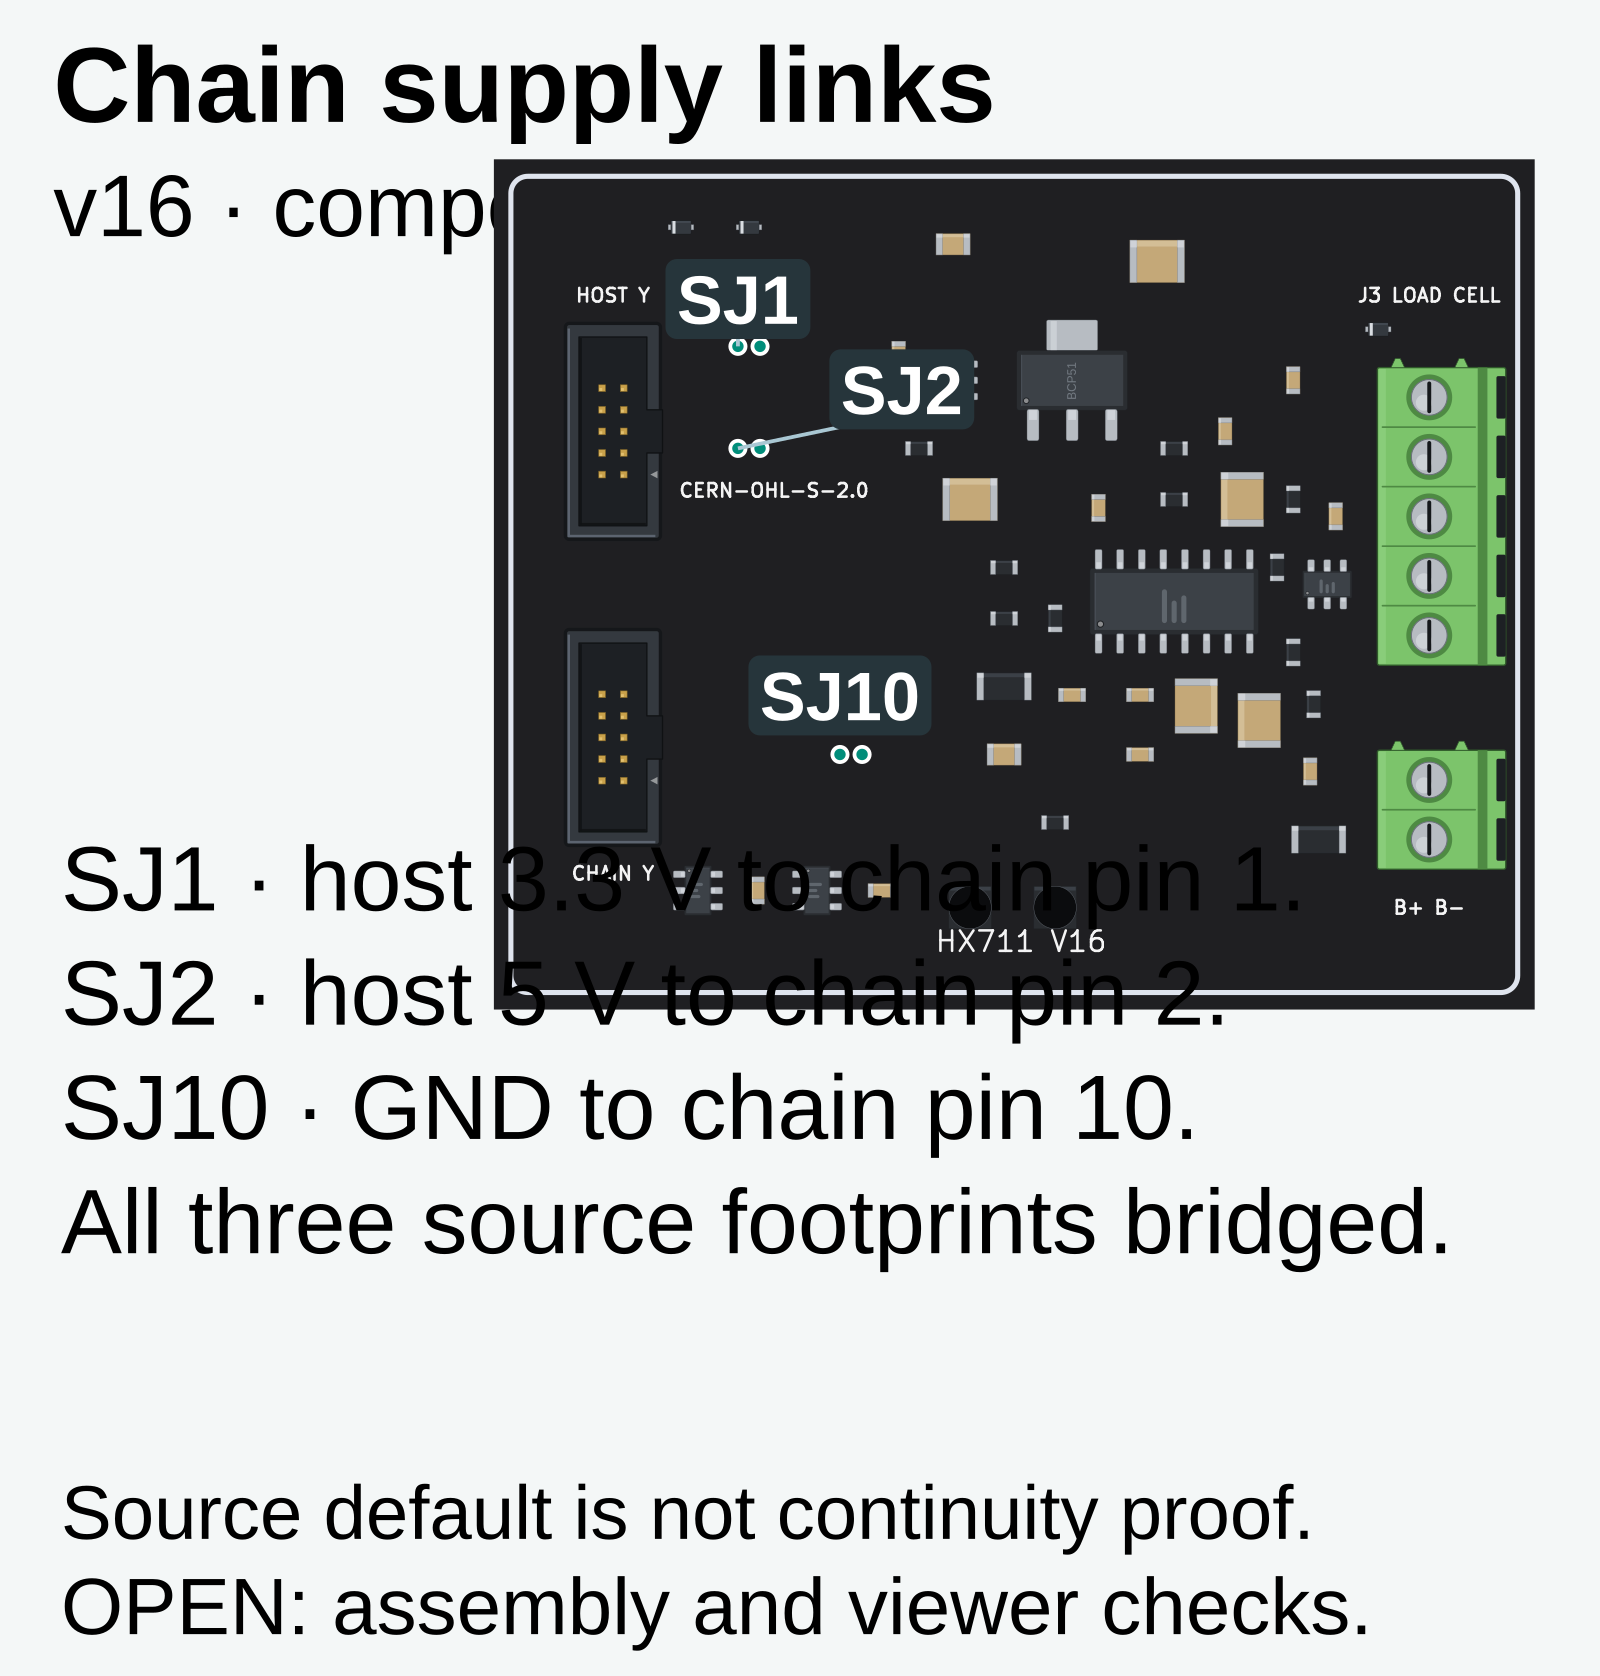 Chain supply links
v16 · comp
SJ1
HOST Y
J3 LOAD CELL
SJ2
BCP51
CERN-OHL-S-2.0
SJ10
SJ1 · host 3.3 V to chain pin 1.
CHAIN Y
B+ B-
HX711 V16
SJ2 · host 5 V to chain pin 2.
SJ10 · GND to chain pin 10.
All three source footprints bridged.
Source default is not continuity proof.
OPEN: assembly and viewer checks.